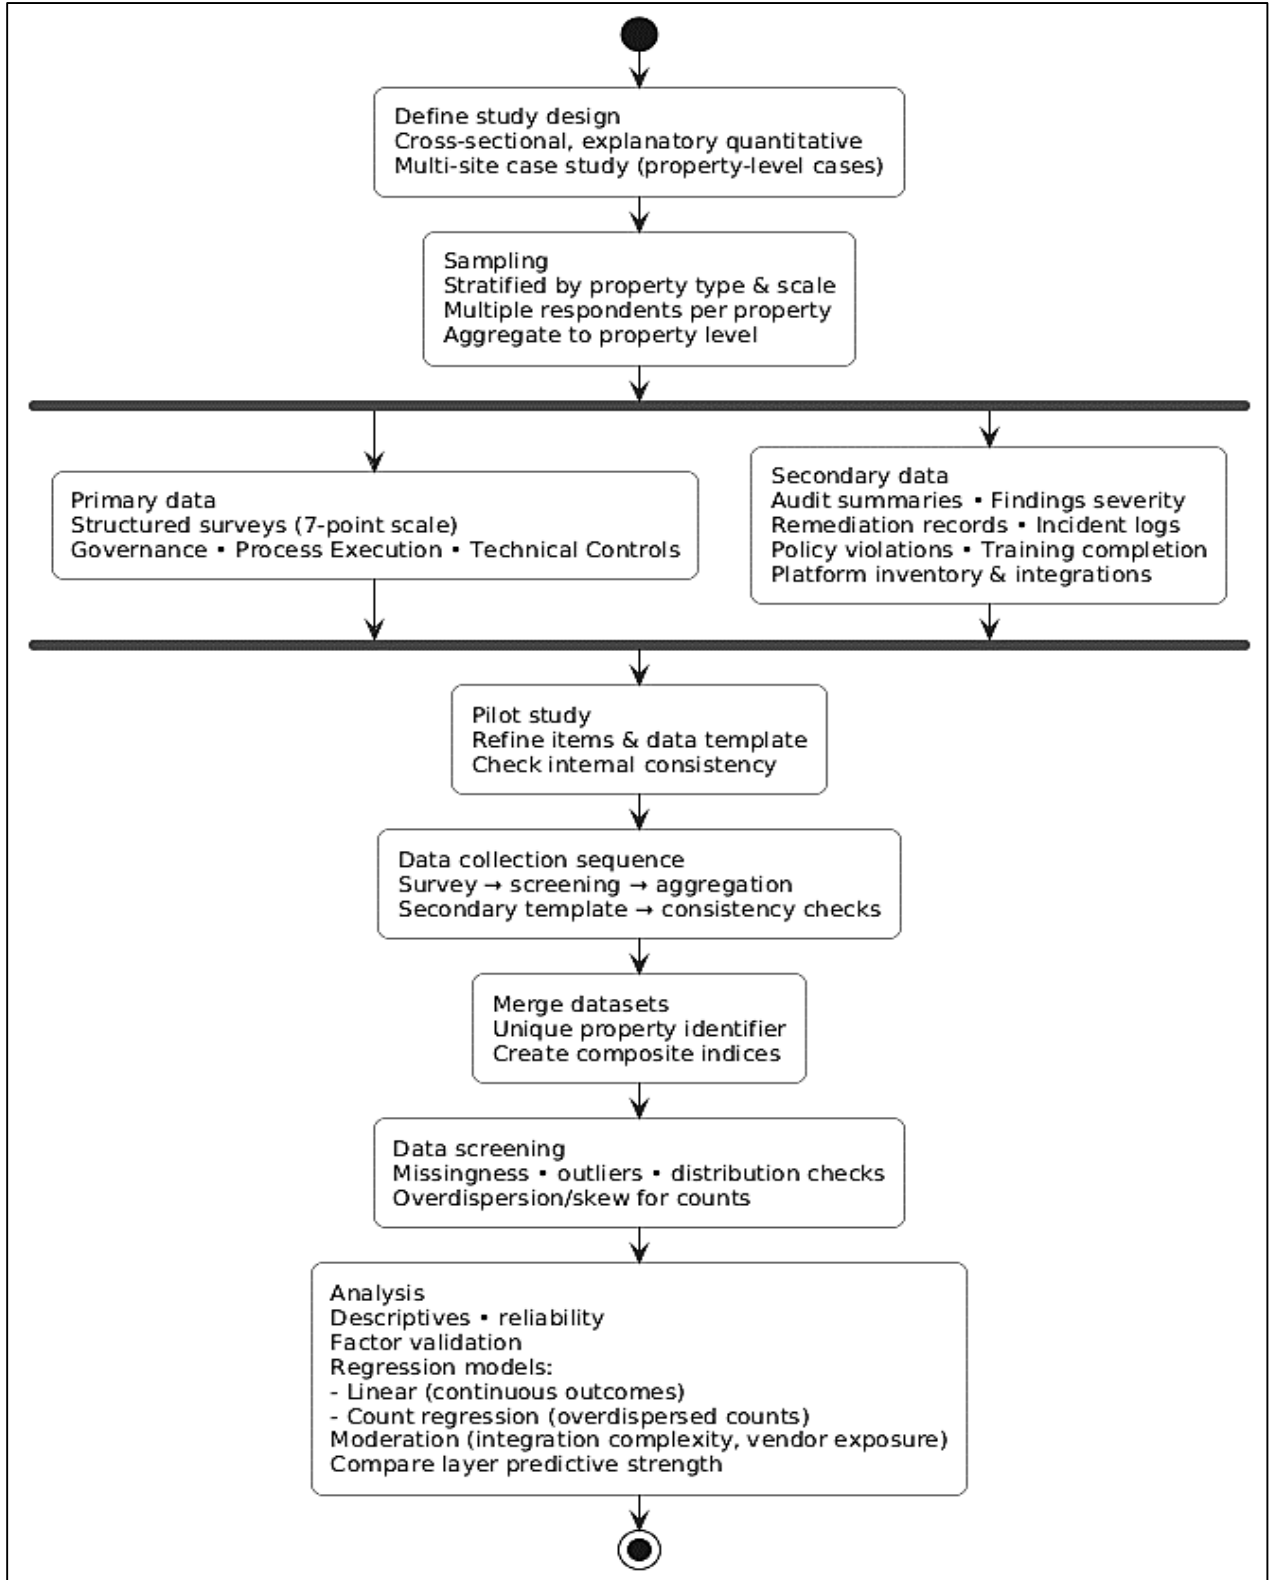 Define study design
Cross-sectional, explanatory quantitative
Multi-site case study (property-level cases)
Sampling
Stratified by property type & scale
Multiple respondents per property
Aggregate to property level
Primary data
Structured surveys (7-point scale)
Governance • Process Execution • Technical Controls
Secondary data
Audit summaries • Findings severity
Remediation records • Incident logs
Policy violations • Training completion
Platform inventory & integrations
Pilot study
Refine items & data template
Check internal consistency
Data collection sequence
Survey → screening → aggregation
Secondary template → consistency checks
Merge datasets
Unique property identifier
Create composite indices
Data screening
Missingness • outliers • distribution checks
Overdispersion/skew for counts
Analysis
Descriptives • reliability
Factor validation
Regression models:
- Linear (continuous outcomes)
- Count regression (overdispersed counts)
Moderation (integration complexity, vendor exposure)
Compare layer predictive strength